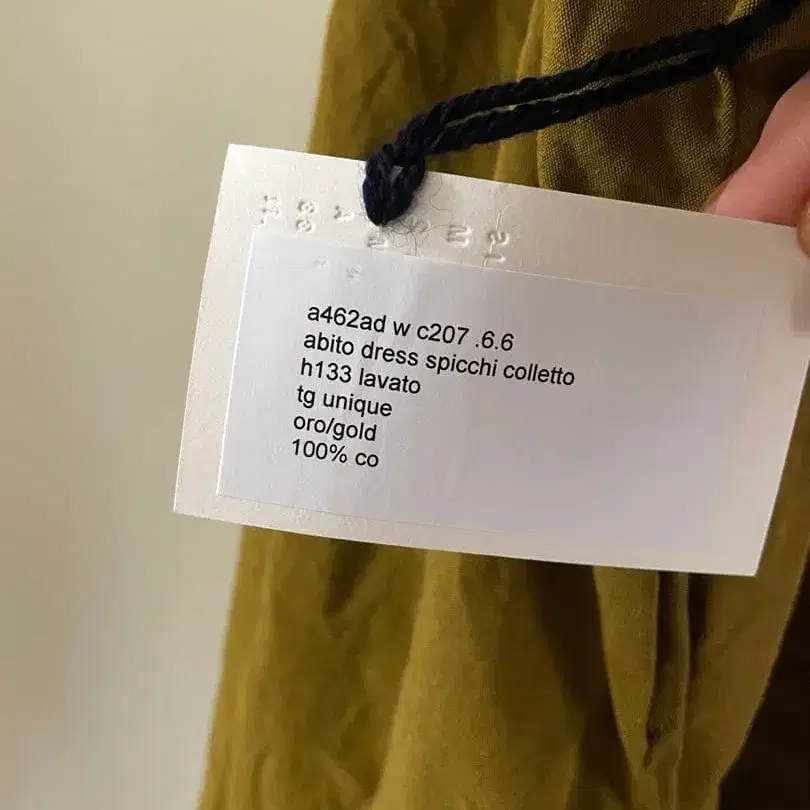 a462ad w c207 .6.6
abito dress spicchi colletto
h133 lavato
tg unique
oro/gold
100% co